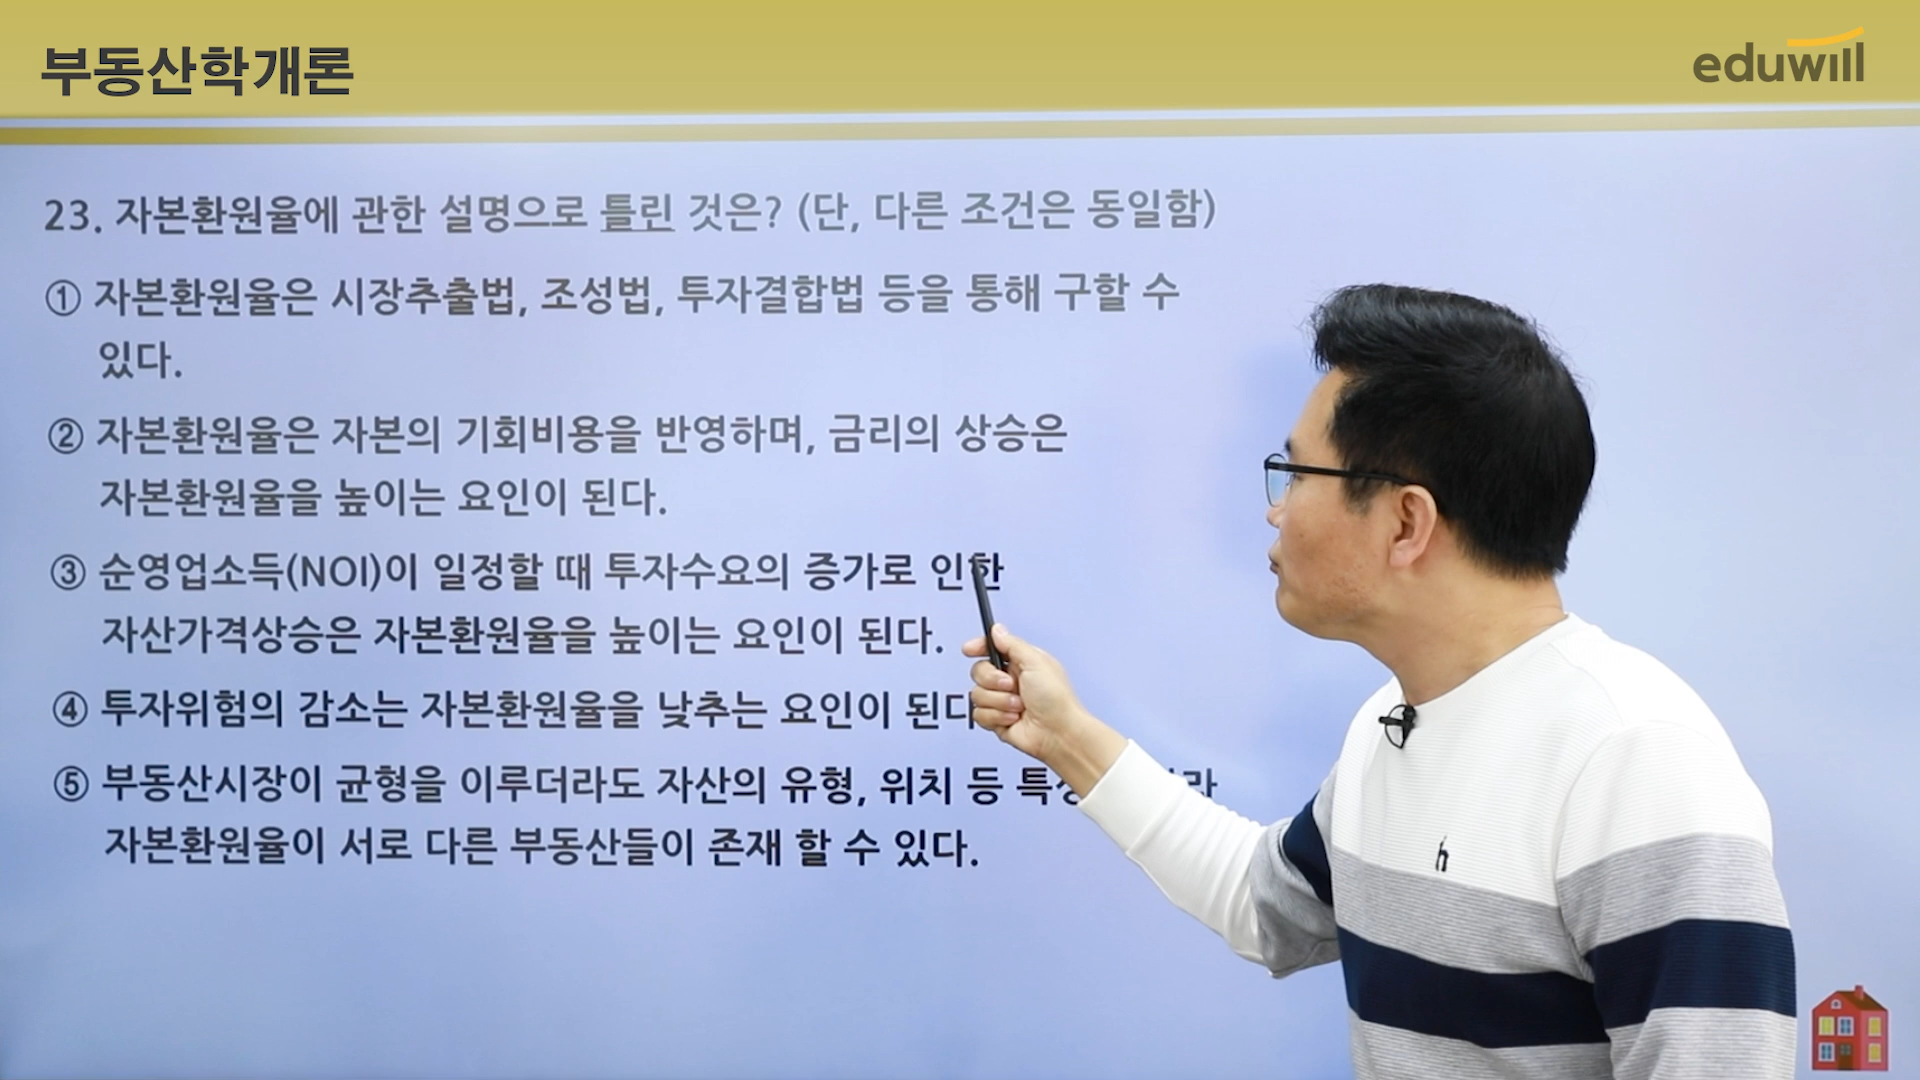 부동산학개론
eduwill
23. 자본환원율에 관한 설명으로 틀린 것은? (단, 다른 조건은 동일함)
① 자본환원율은 시장추출법, 조성법, 투자결합법 등을 통해 구할 수
있다.
② 자본환원율은 자본의 기회비용을 반영하며, 금리의 상승은
자본환원율을 높이는 요인이 된다.
③ 순영업소득(NOI)이 일정할 때 투자수요의 증가로 인한
자산가격상승은 자본환원율을 높이는 요인이 된다.
④ 투자위험의 감소는 자본환원율을 낮추는 요인이 된다
⑤ 부동산시장이 균형을 이루더라도 자산의 유형, 위치 등
자본환원율이 서로 다른 부동산들이 존재 할 수 있다.
h